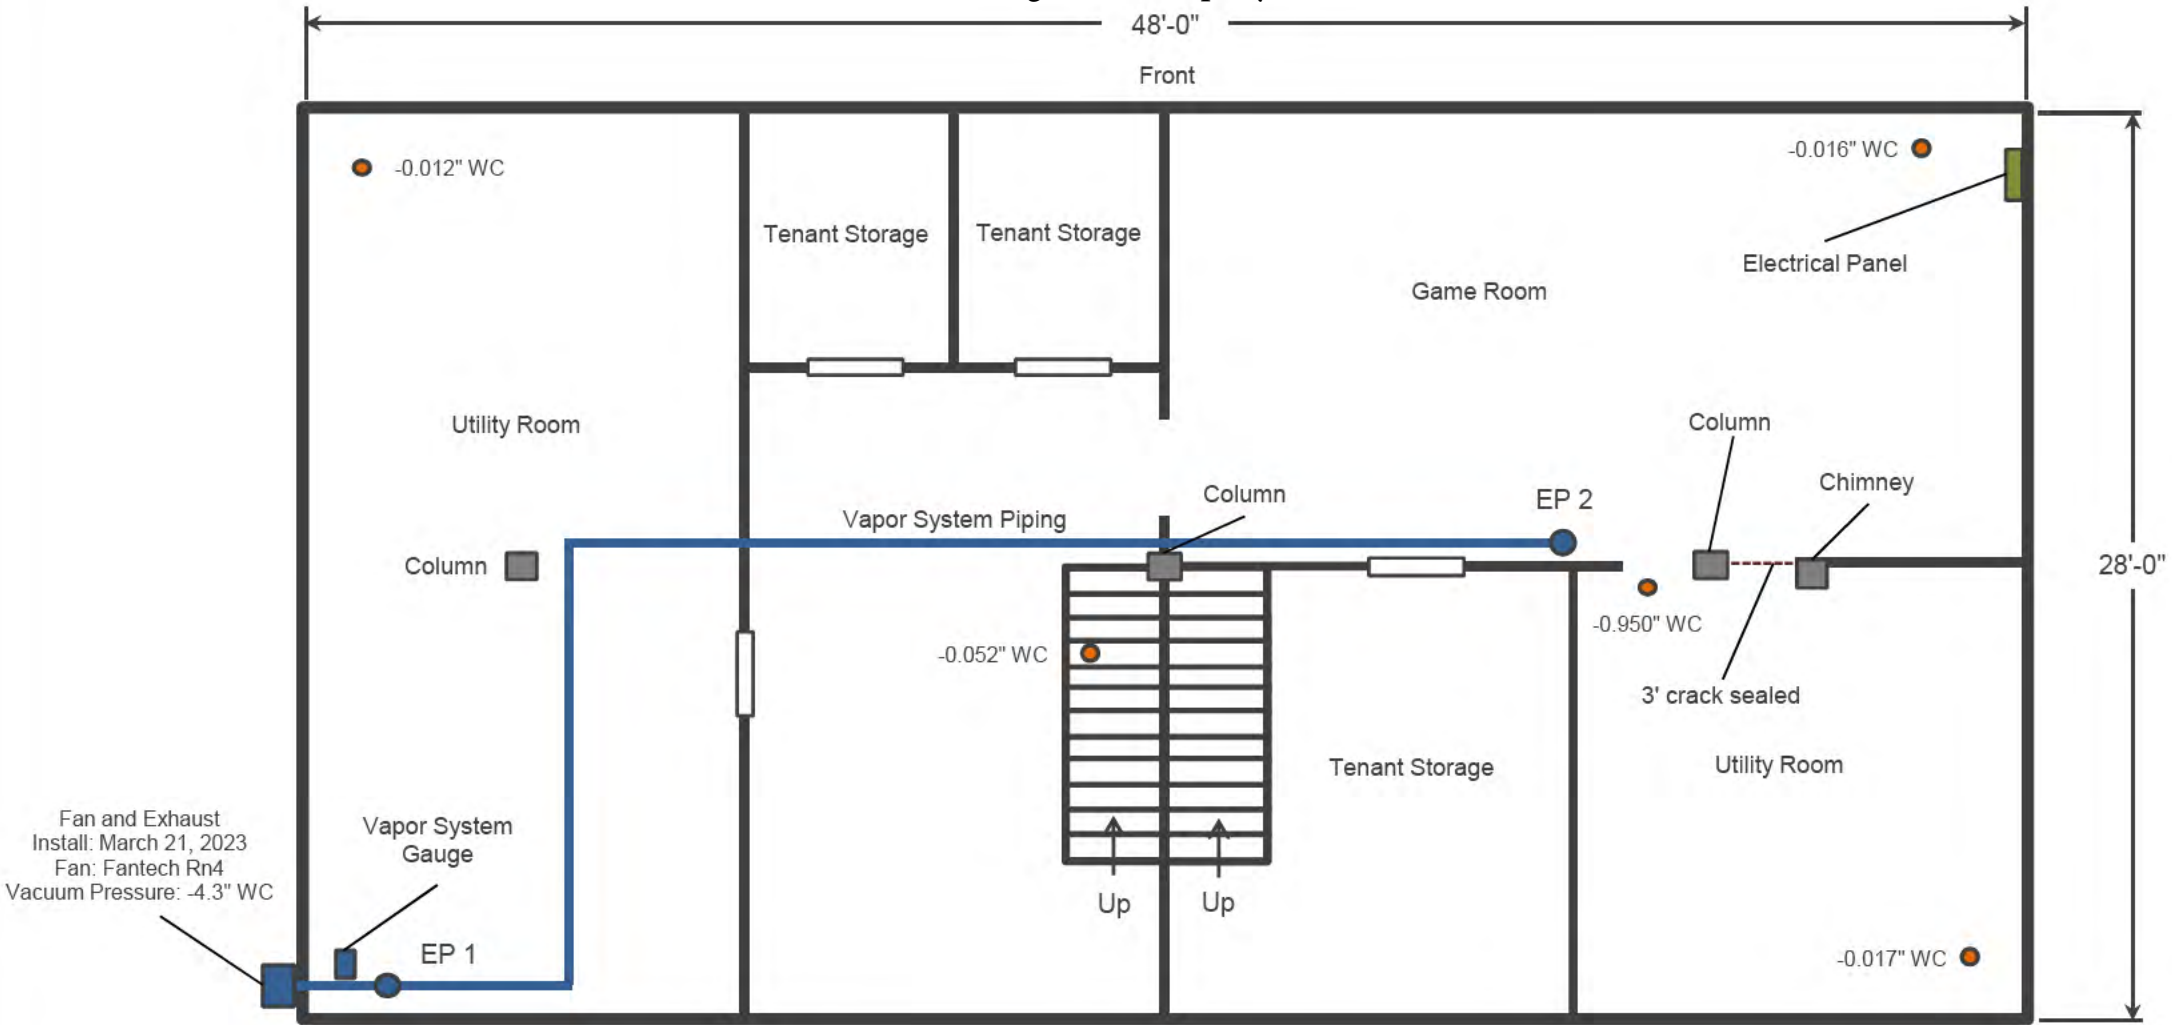 48'-0"
Front
-0.012" WC
-0.016" WC
Tenant Storage
Tenant Storage
Electrical Panel
Game Room
Utility Room
Column
Chimney
Column
EP 2
Vapor System Piping
Column
28'-0"
-0.950" WC
-0.052" WC
3' crack sealed
Tenant Storage
Utility Room
Fan and Exhaust
Install: March 21, 2023
Fan: Fantech Rn4
Vacuum Pressure: -4.3" WC
Vapor System
Gauge
Up
Up
EP 1
-0.017" WC